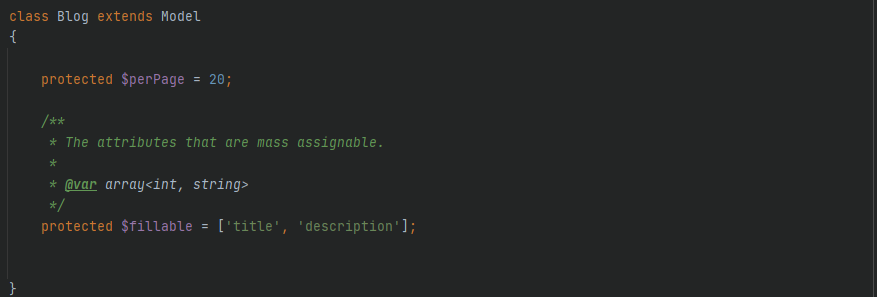 class Blog extends Model
{
protected $perPage = 20;
/**
* The attributes that are mass assignable.
*
* @var array<int, string>
*/
protected $fillable = ['title', 'description'];
}